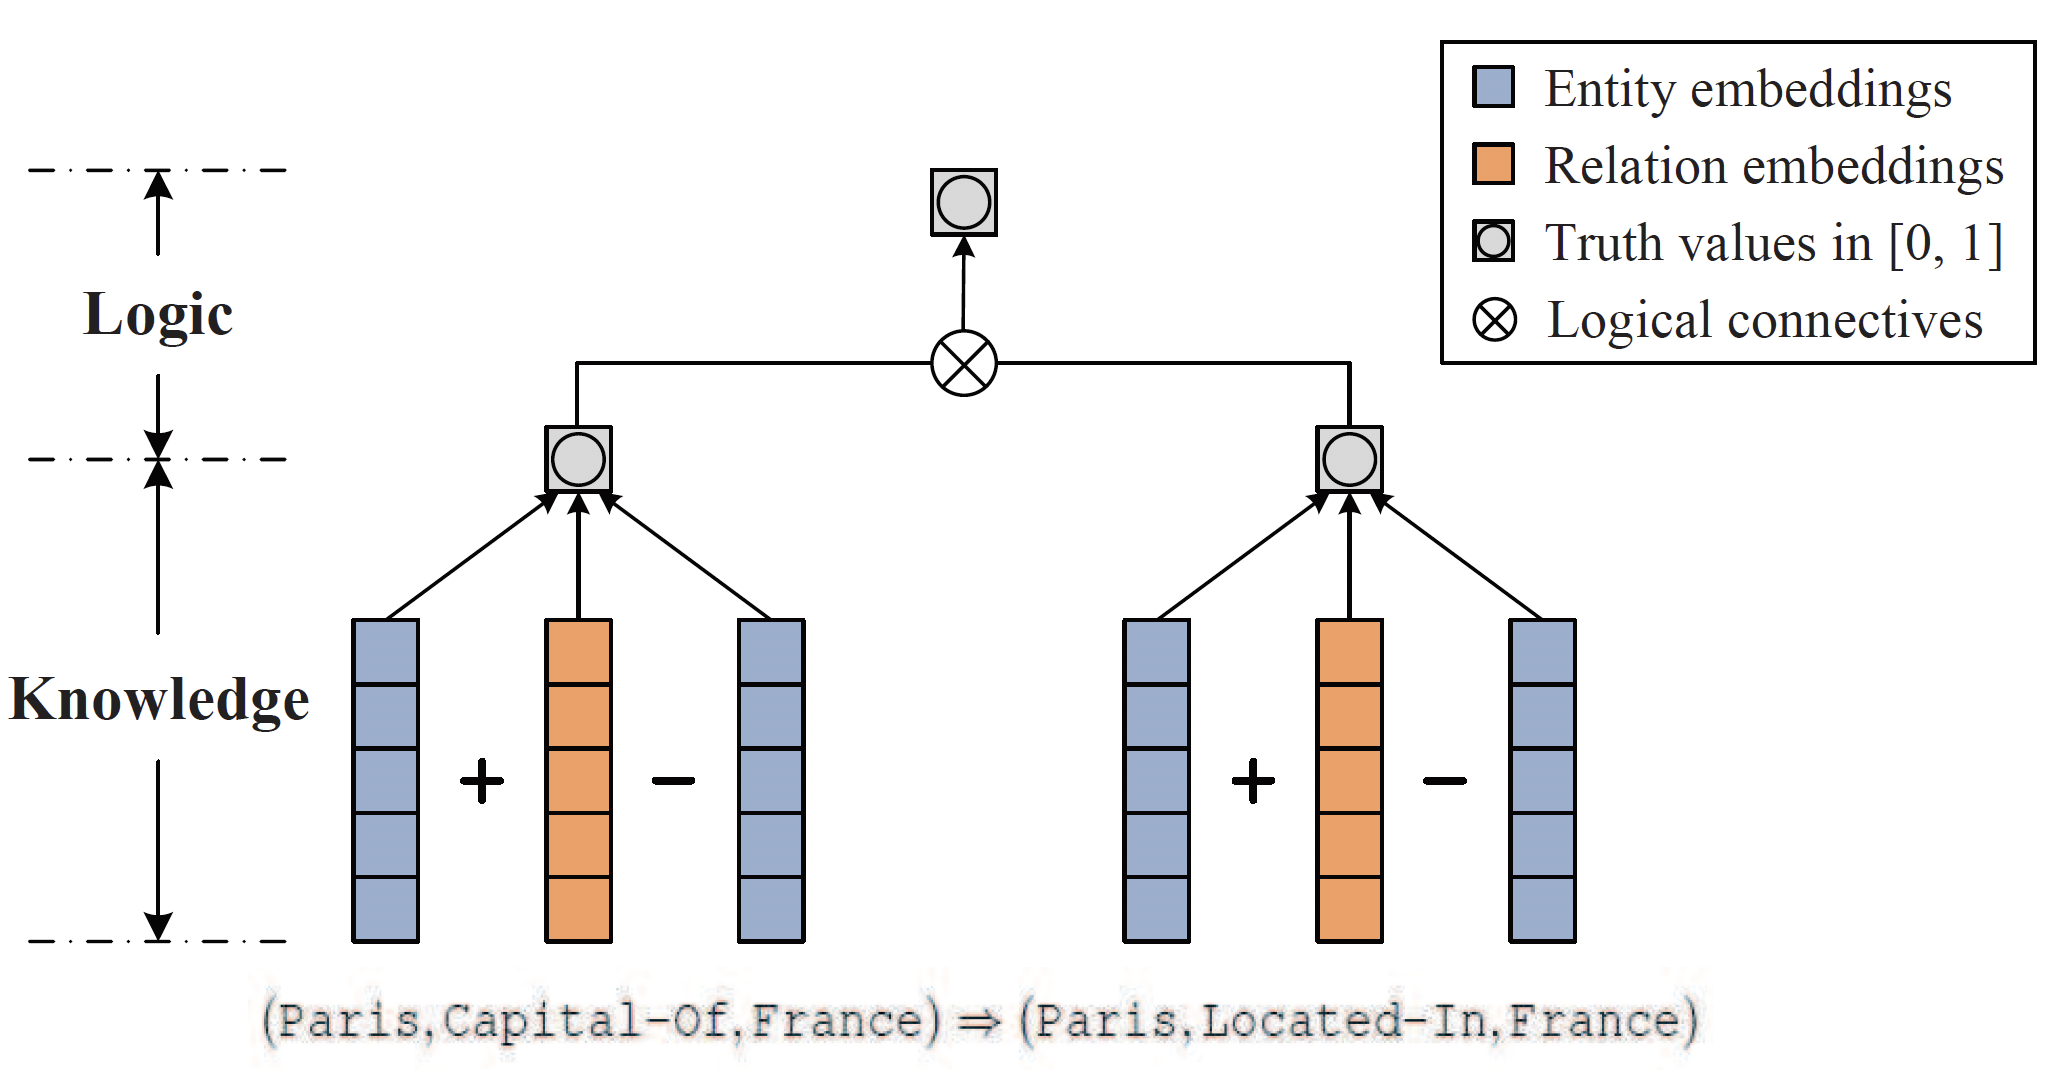 Entity embeddings
Relation embeddings
Truth values in [0, 1]
Logical connectives
Logic
Knowledge
+
−
+
−
(Paris,Capital-Of,France)⇒(Paris,Located-In,France)